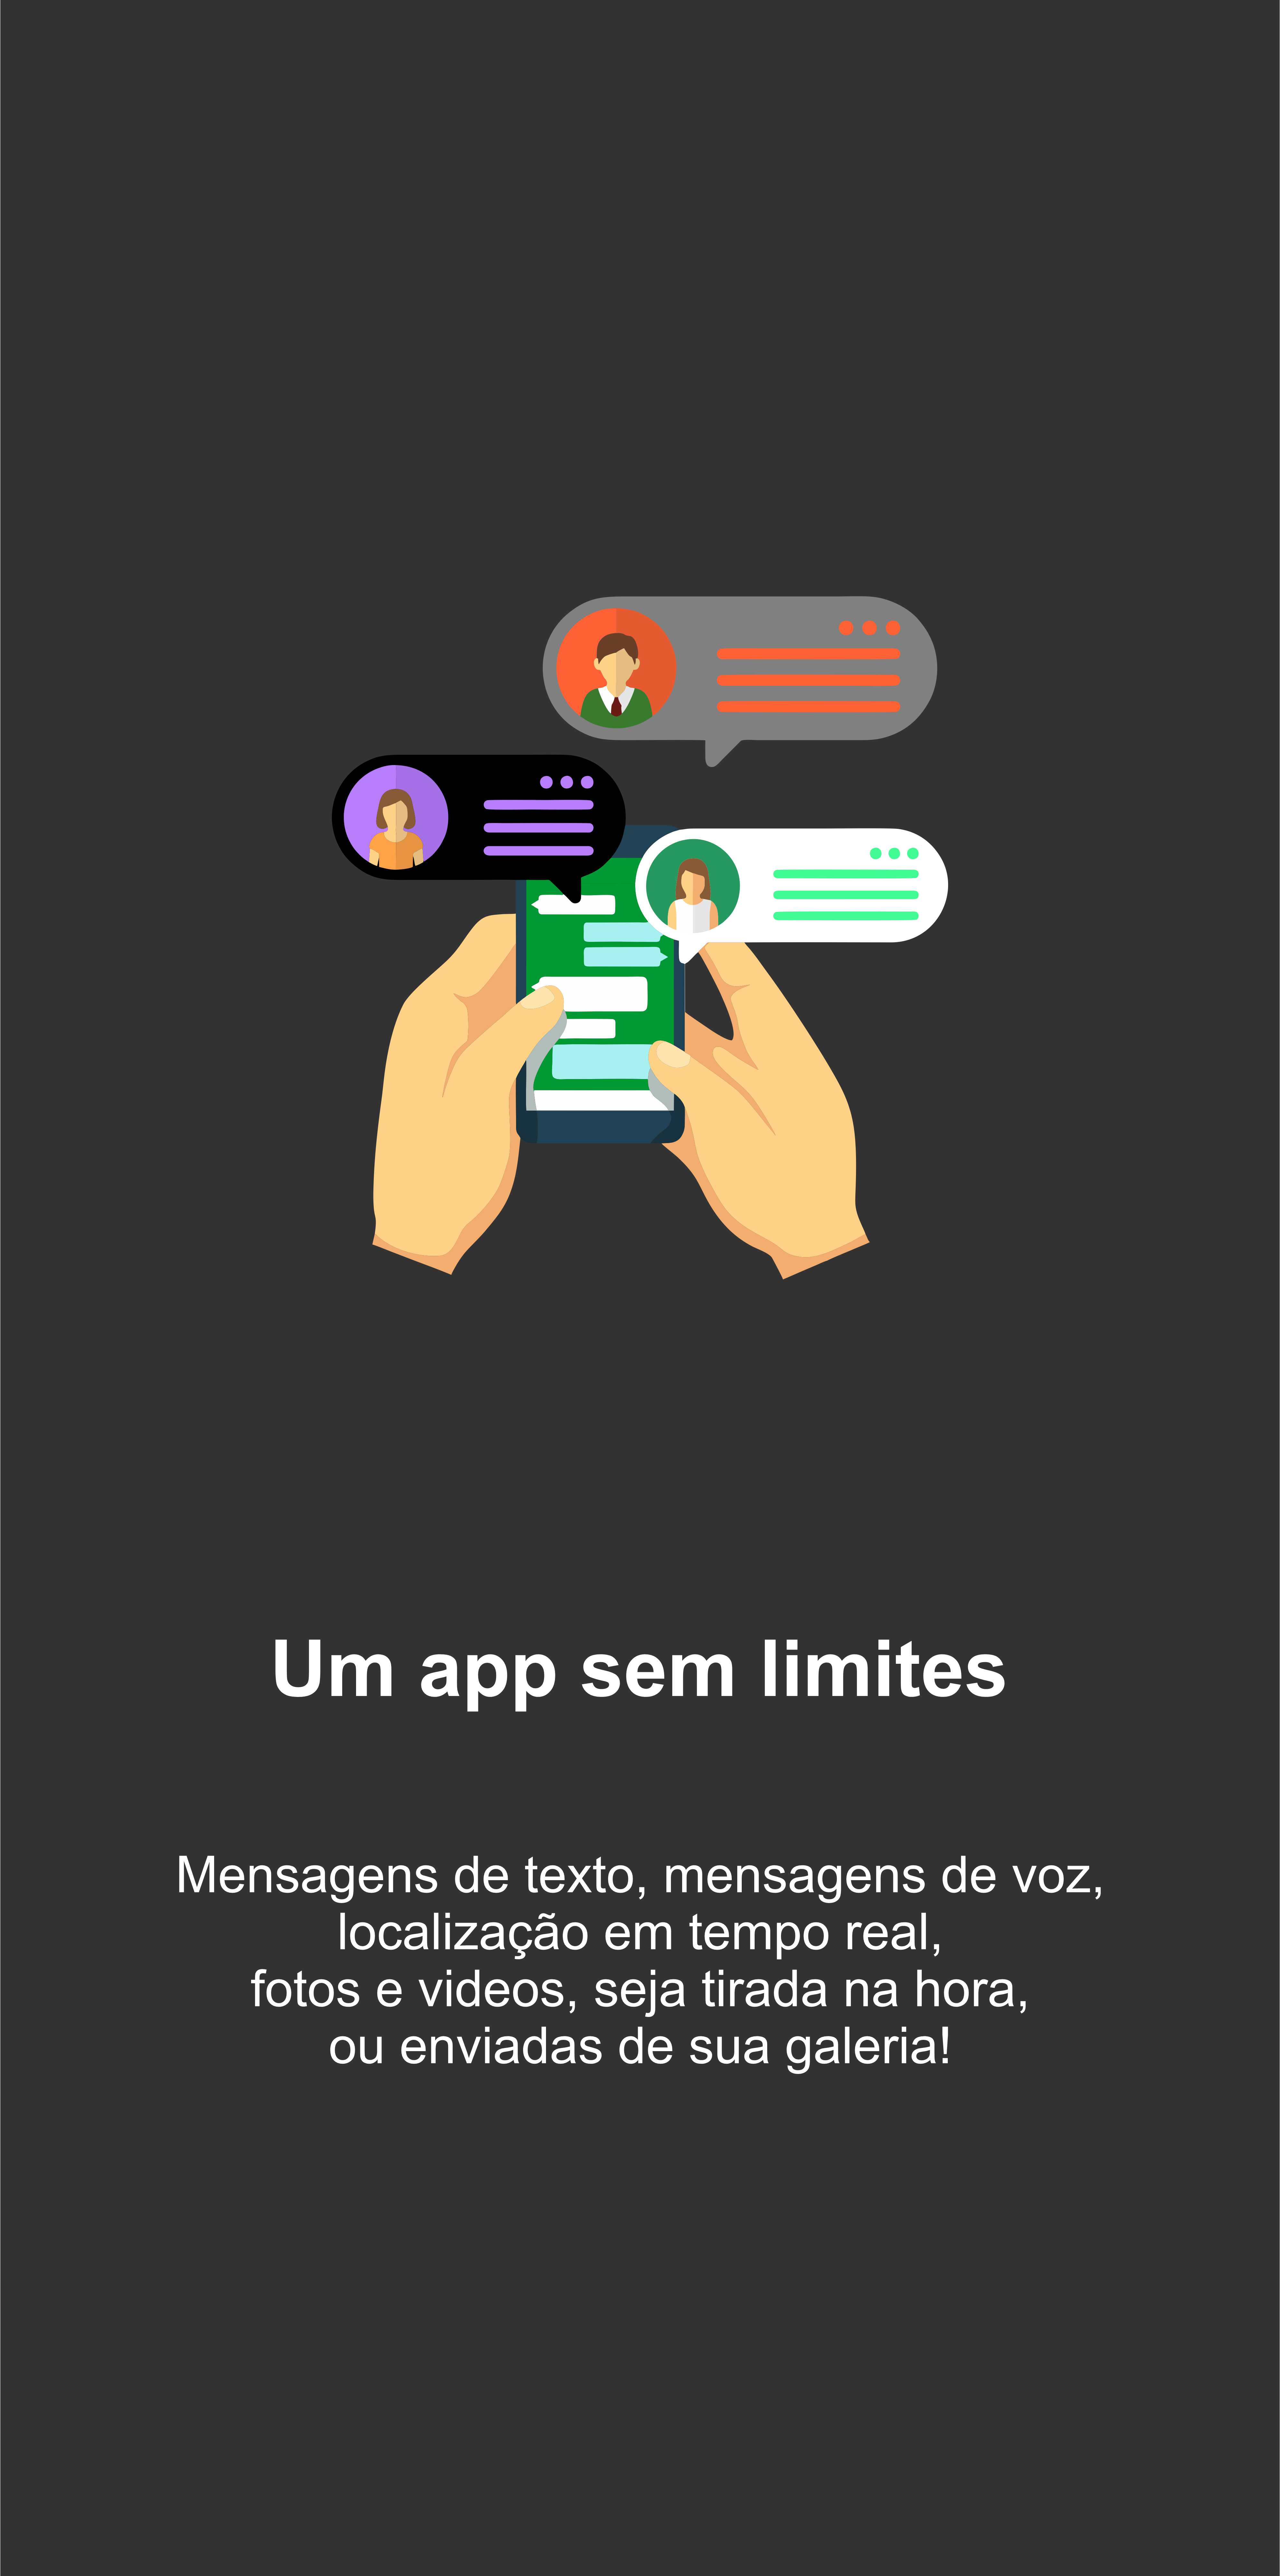 Um app sem limites
Mensagens de texto, mensagens de voz,
localização em tempo real,
fotos e videos, seja tirada na hora,
ou enviadas de sua galeria!